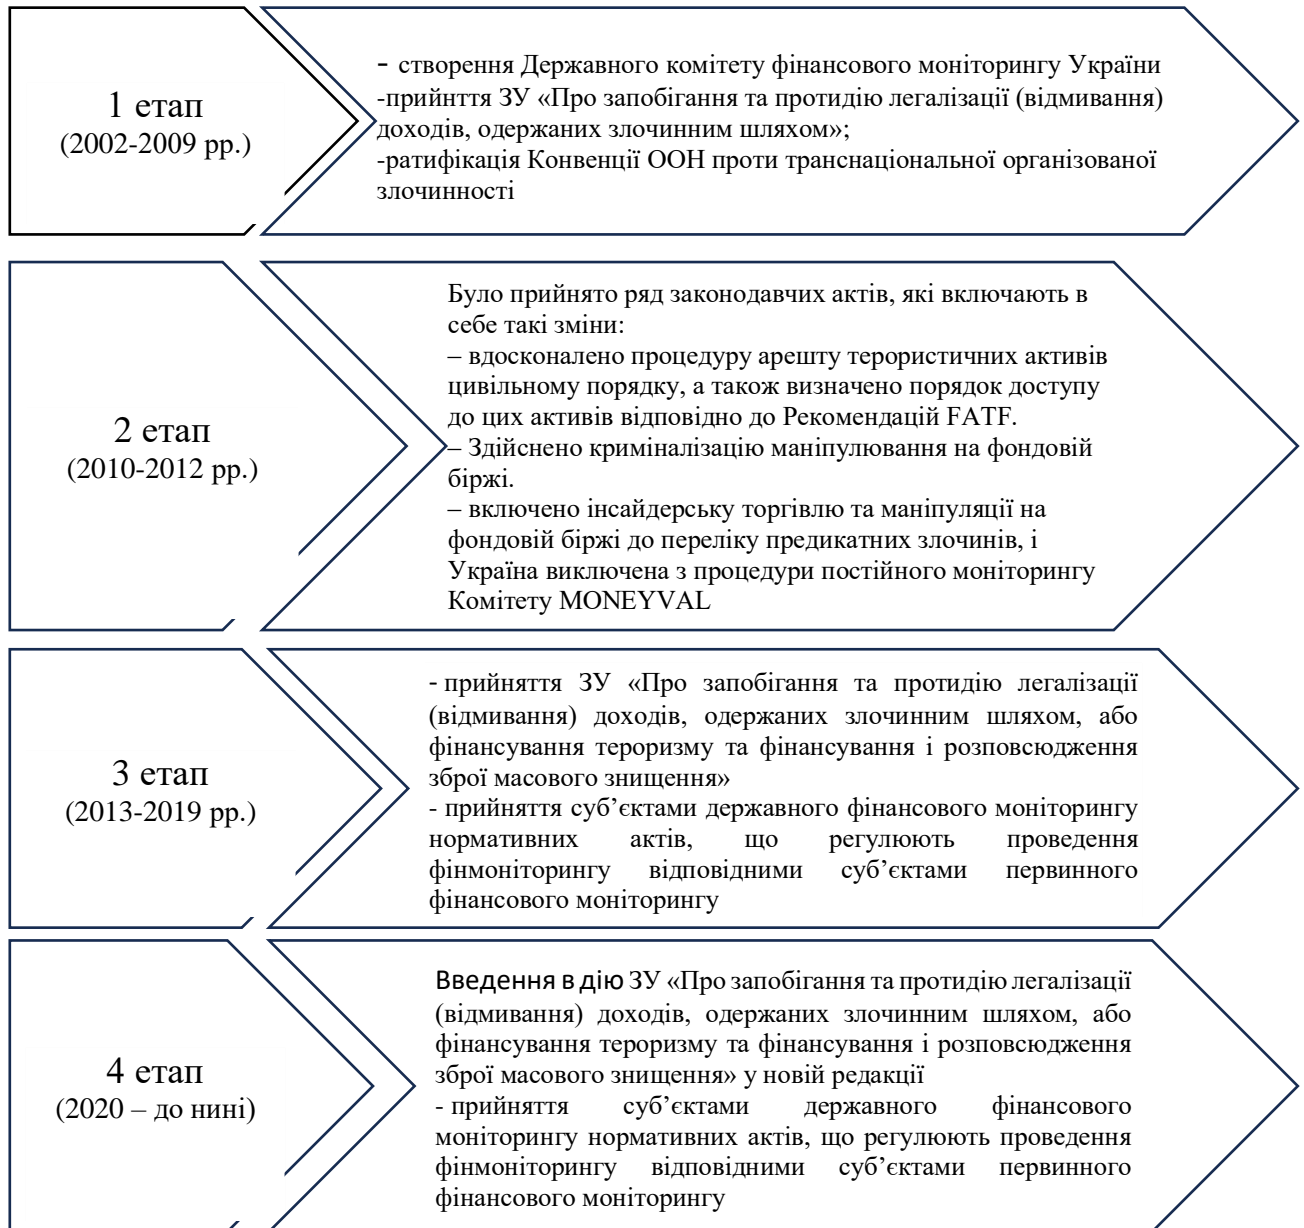 1 етап
(2002-2009 рр.)
- створення Державного комітету фінансового моніторингу України
-прийнття ЗУ «Про запобігання та протидію легалізації (відмивання)
доходів, одержаних злочинним шляхом»;
-ратифікація Конвенції ООН проти транснаціональної організованої
злочинності
2 етап
(2010-2012 рр.)
Було прийнято ряд законодавчих актів, які включають в
себе такі зміни:
– вдосконалено процедуру арешту терористичних активів
цивільному порядку, а також визначено порядок доступу
до цих активів відповідно до Рекомендацій FATF.
– Здійснено криміналізацію маніпулювання на фондовій
біржі.
– включено інсайдерську торгівлю та маніпуляції на
фондовій біржі до переліку предикатних злочинів, і
Україна виключена з процедури постійного моніторингу
Комітету MONEYVAL
3 етап
(2013-2019 рр.)
- прийняття ЗУ «Про запобігання та протидію легалізації
(відмивання) доходів, одержаних злочинним шляхом, або
фінансування тероризму та фінансування і розповсюдження
зброї масового знищення»
- прийняття суб’єктами державного фінансового моніторингу
нормативних актів, що регулюють проведення
фінмоніторингу відповідними суб’єктами первинного
фінансового моніторингу
4 етап
(2020 – до нині)
Введення в дію ЗУ «Про запобігання та протидію легалізації
(відмивання) доходів, одержаних злочинним шляхом, або
фінансування тероризму та фінансування і розповсюдження
зброї масового знищення» у новій редакції
- прийняття суб’єктами державного фінансового
моніторингу нормативних актів, що регулюють проведення
фінмоніторингу відповідними суб’єктами первинного
фінансового моніторингу